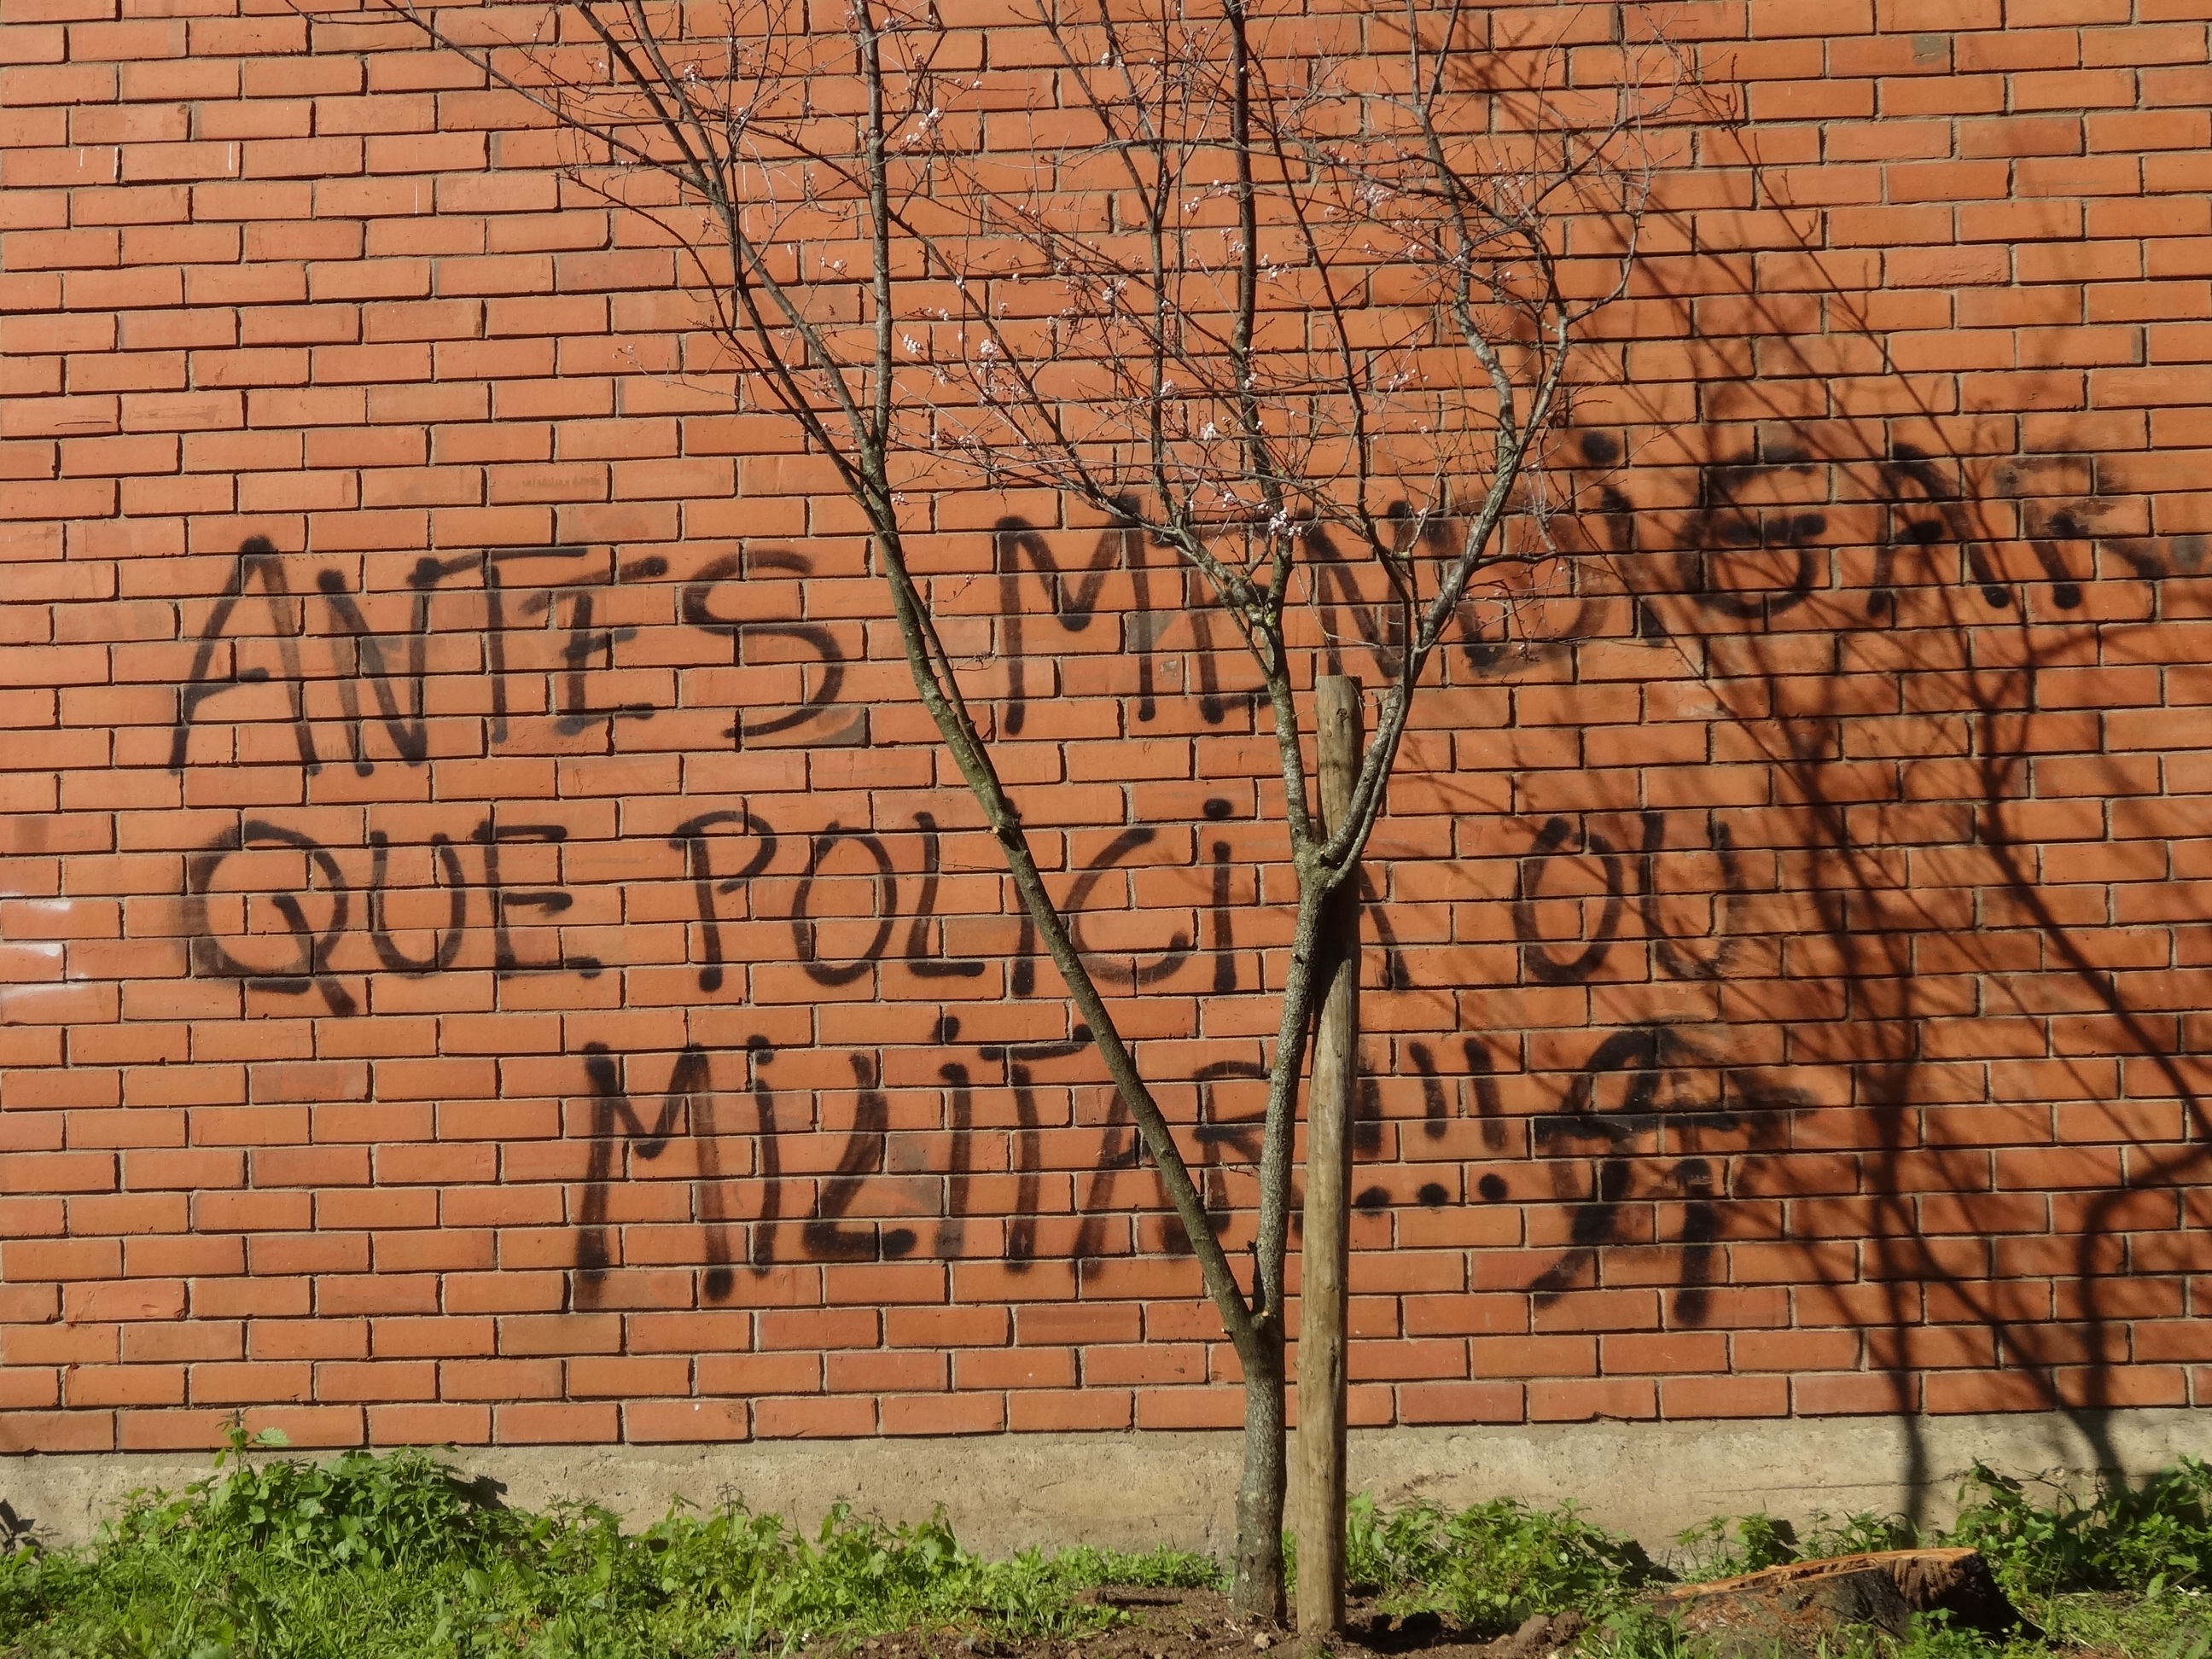 ANTES MENDiGAR
QUE POLiCiA OU
MiLiTAR!!!